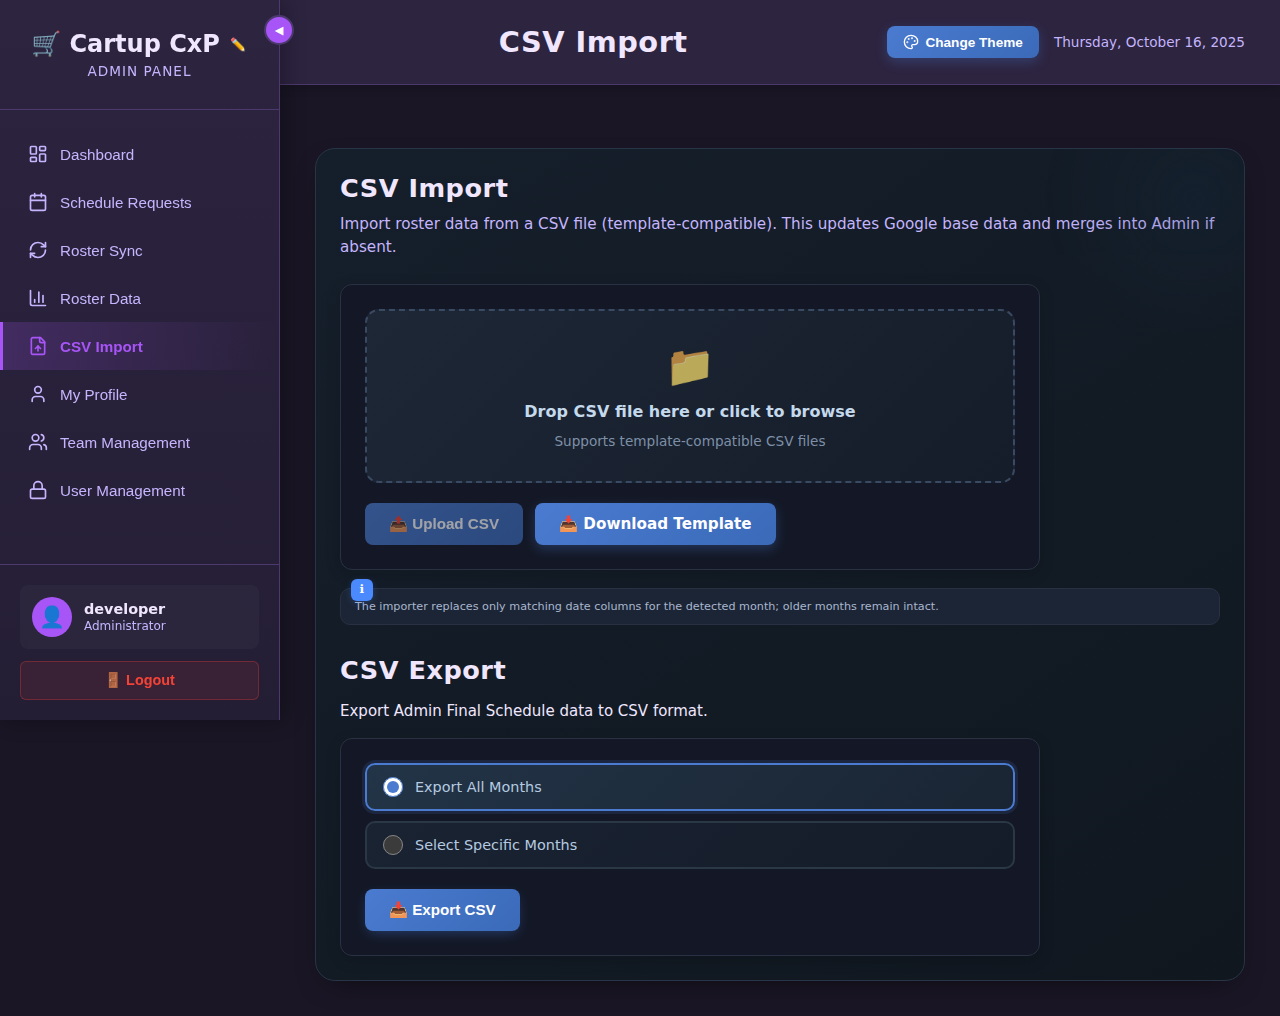 Cartup CxP
ADMIN PANEL
CSV Import
Change Theme
Thursday, October 16, 2025
Dashboard
Schedule Requests
Roster Sync
Roster Data
CSV Import
My Profile
Team Management
User Management
developer
Administrator
Logout
CSV Import
Import roster data from a CSV file (template-compatible). This updates Google base data and merges into Admin if
absent.
Drop CSV file here or click to browse
Supports template-compatible CSV files
Upload CSV
Download Template
i
The importer replaces only matching date columns for the detected month; older months remain intact.
CSV Export
Export Admin Final Schedule data to CSV format.
Export All Months
Select Specific Months
Export CSV